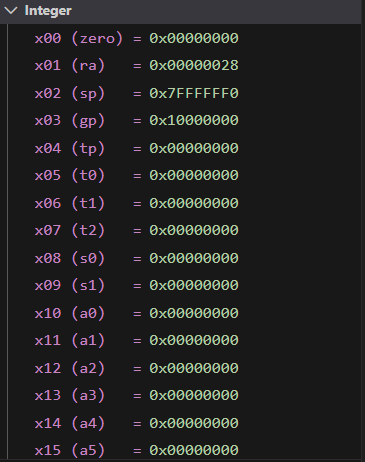 Integer
x00 (zero) = 0x00000000
x01 (ra) = 0x00000028
x02 (sp) = 0x7FFFFFF0
x03 (gp) = 0x10000000
x04 (tp) = 0x00000000
x05 (t0) = 0x00000000
x06 (t1) = 0x00000000
x07 (t2) = 0x00000000
x08 (s0) = 0x00000000
x09 (s1) = 0x00000000
x10 (a0) = 0x00000000
x11 (a1) = 0x00000000
x12 (a2) = 0x00000000
x13 (a3) = 0x00000000
x14 (a4) = 0x00000000
x15 (a5) = 0x00000000